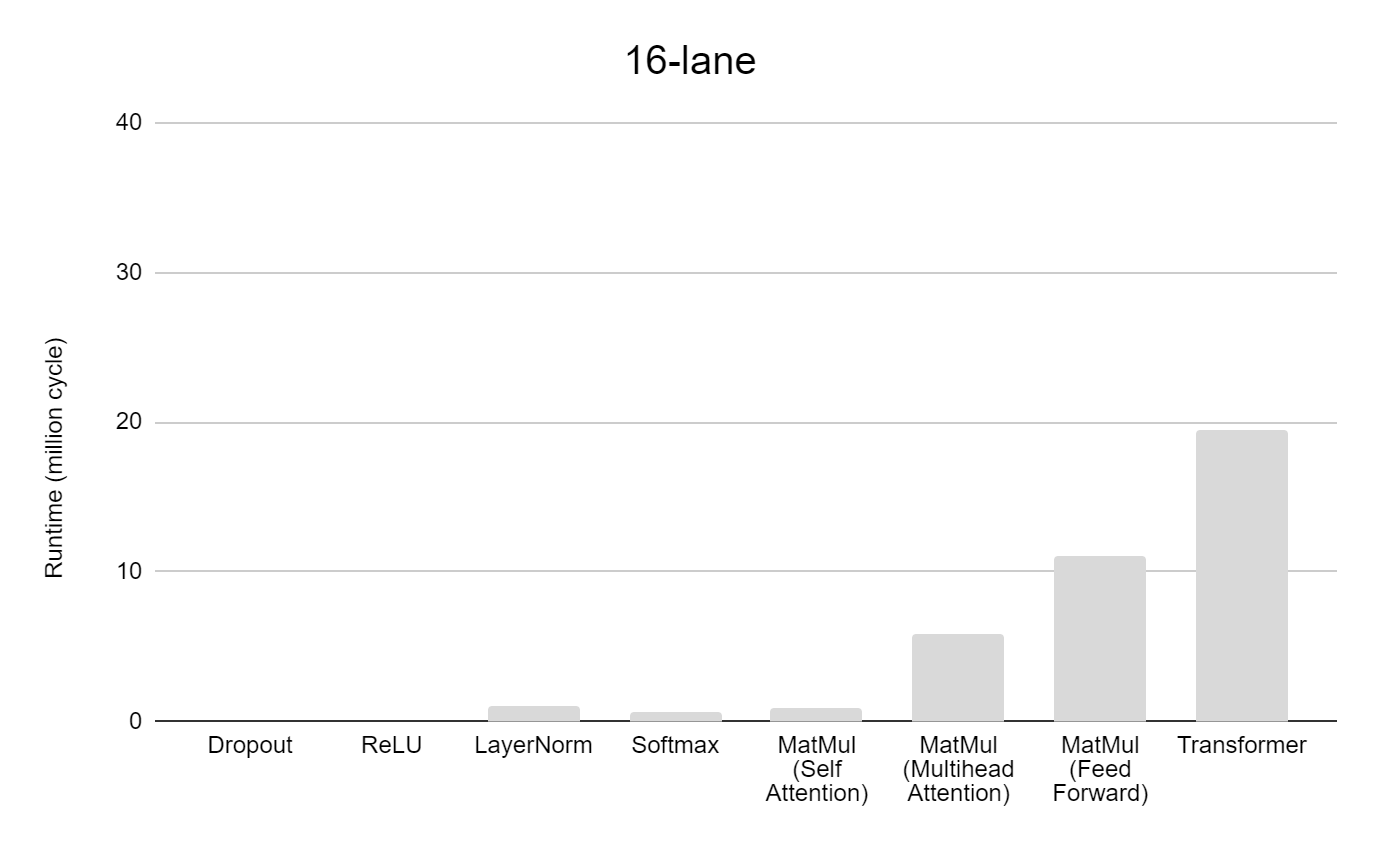 16-lane
40
30
20
10
0
Runtime (million cycle)
Dropout
ReLU
LayerNorm
Softmax
MatMul
(Self
Attention)
MatMul
(Multihead
Attention)
MatMul
(Feed
Forward)
Transformer